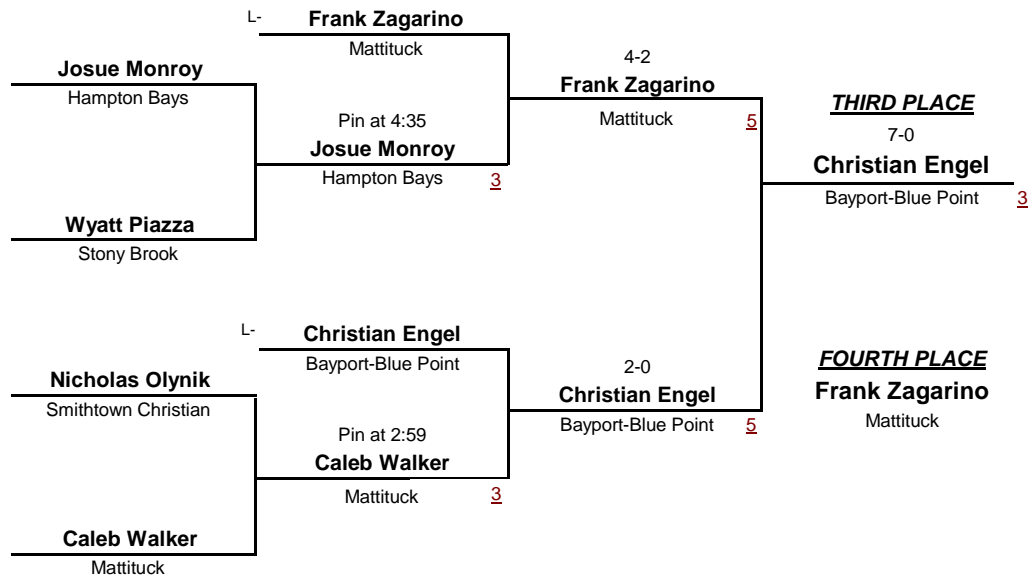 L-
Frank Zagarino
Mattituck
Josue Monroy
Hampton Bays
Pin at 4:35
Josue Monroy
Hampton Bays
3
Wyatt Piazza
Stony Brook
4-2
Frank Zagarino
Mattituck
5
THIRD PLACE
7-0
Christian Engel
Bayport-Blue Point
3
L-
Christian Engel
Bayport-Blue Point
Nicholas Olynik
Smithtown Christian
Pin at 2:59
Caleb Walker
Mattituck
3
Caleb Walker
Mattituck
2-0
Christian Engel
Bayport-Blue Point
5
FOURTH PLACE
Frank Zagarino
Mattituck